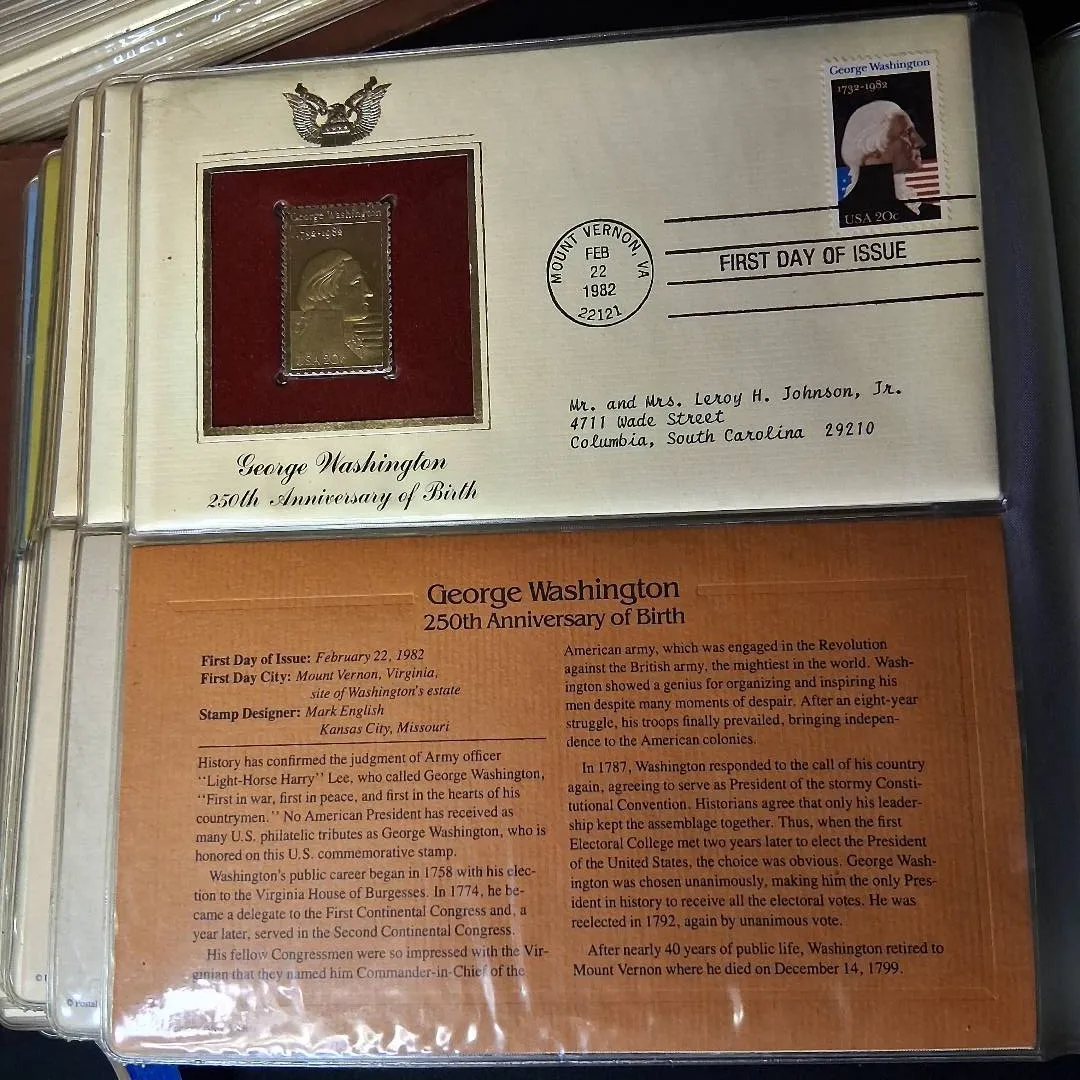 George Washington
1732-1982
USA 20c
George Washington
1732-1982
USA 20c
MOUNT VERNON, VA
FEB
22
1982
22121
FIRST DAY OF ISSUE
Mr. and Mrs. Leroy H. Johnson, Jr.
4711 Wade Street
Columbia, South Carolina 29210
George Washington
250th Anniversary of Birth
George Washington
250th Anniversary of Birth
First Day of Issue: February 22, 1982
First Day City: Mount Vernon, Virginia,
site of Washington's estate
Stamp Designer: Mark English
Kansas City, Missouri
History has confirmed the judgment of Army officer
"Light-Horse Harry" Lee, who called George Washington,
"First in war, first in peace, and first in the hearts of his
countrymen." No American President has received as
many U.S. philatelic tributes as George Washington, who is
honored on this U.S. commemorative stamp.
Washington's public career began in 1758 with his elec-
tion to the Virginia House of Burgesses. In 1774, he be-
came a delegate to the First Continental Congress and, a
year later, served in the Second Continental Congress.
His fellow Congressmen were so impressed with the Vir-
ginian that they named him Commander-in-Chief of the
American army, which was engaged in the Revolution
against the British army, the mightiest in the world. Wash-
ington showed a genius for organizing and inspiring his
men despite many moments of despair. After an eight-year
struggle, his troops finally prevailed, bringing indepen-
dence to the American colonies.
In 1787, Washington responded to the call of his country
again, agreeing to serve as President of the stormy Consti-
tutional Convention. Historians agree that only his leader-
ship kept the assemblage together. Thus, when the first
Electoral College met two years later to elect the President
of the United States, the choice was obvious. George Wash-
ington was chosen unanimously, making him the only Pres-
ident in history to receive all the electoral votes. He was
reelected in 1792, again by unanimous vote.
After nearly 40 years of public life, Washington retired to
Mount Vernon where he died on December 14, 1799.
© Postal